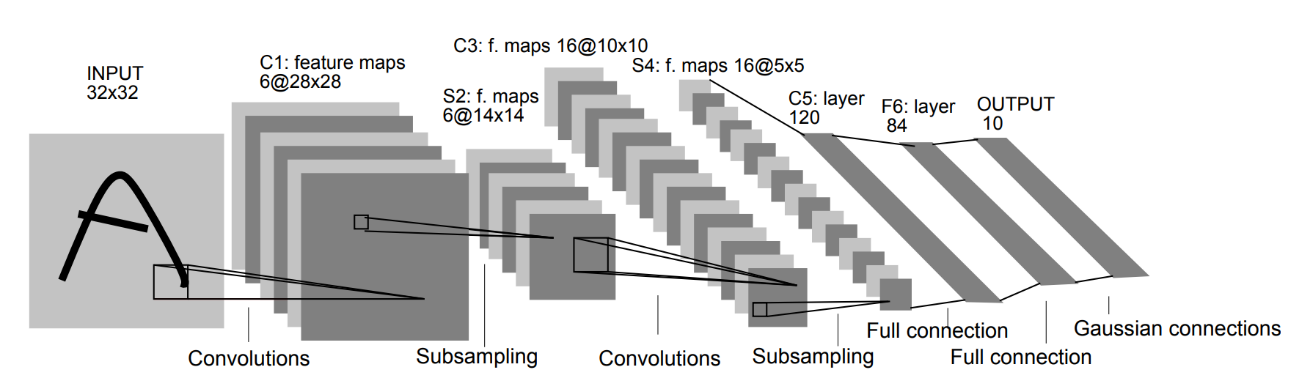 INPUT
32x32
C1: feature maps
6@28x28
S2: f. maps
6@14x14
C3: f. maps 16@10x10
S4: f. maps 16@5x5
C5: layer
120
F6: layer
84
OUTPUT
10
Convolutions
Subsampling
Convolutions
Subsampling
Full connection
Full connection
Gaussian connections